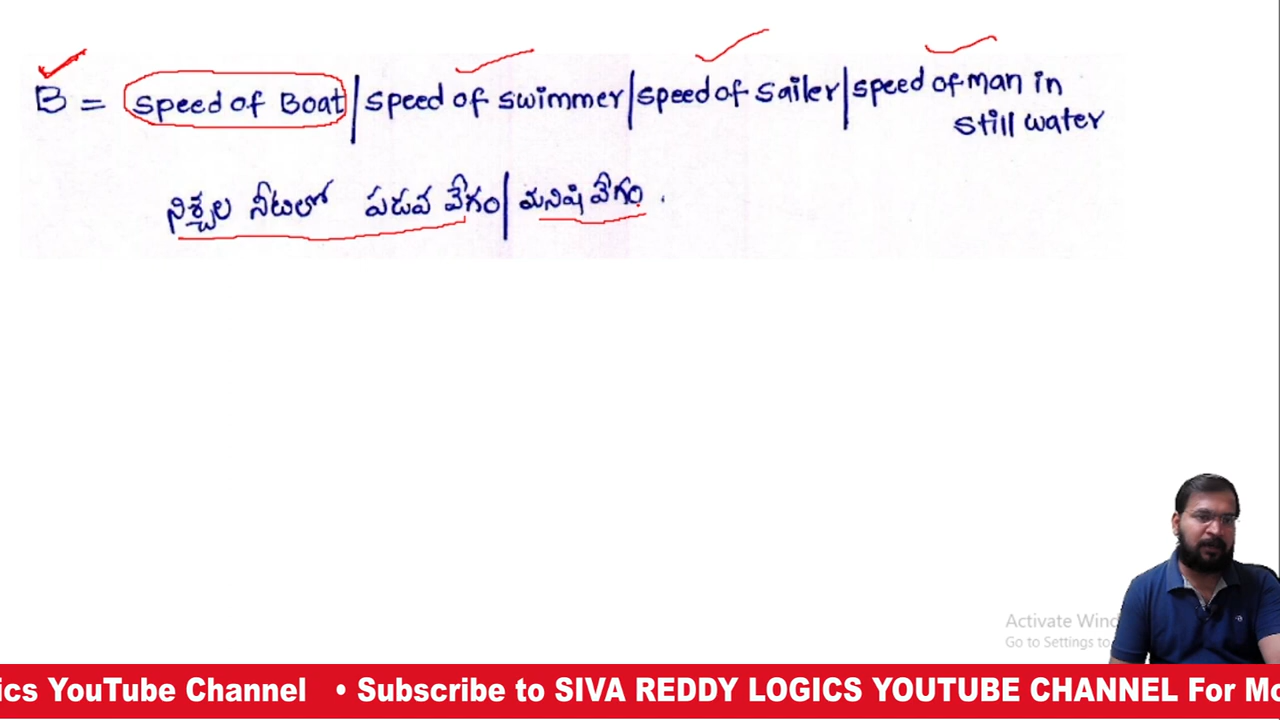 B = speed of Boat | speed of swimmer | speed of sailer | speed of man in
still water
నిశ్చల నీటిలో పడువ వేగం | మనిషి వేగం .
Activate Wind
Go to Settings to
ics YouTube Channel • Subscribe to SIVA REDDY LOGICS YOUTUBE CHANNEL For Mo